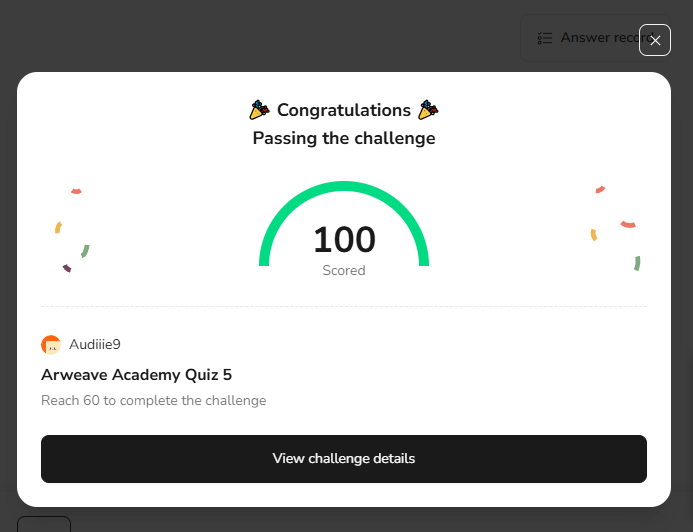 Answer record
Congratulations
Passing the challenge
100
Scored
Audiiie9
Arweave Academy Quiz 5
Reach 60 to complete the challenge
View challenge details